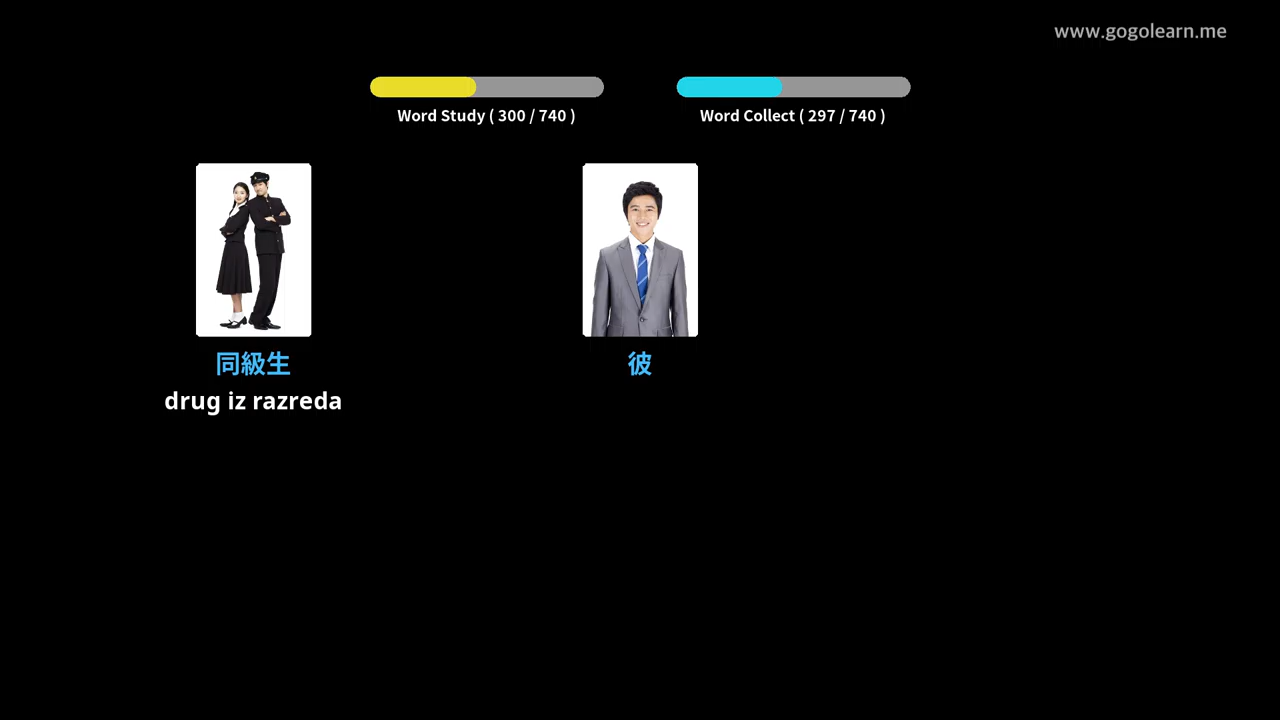 www.gogolearn.me
Word Study ( 300 / 740 )
Word Collect ( 297 / 740 )
同級生
drug iz razreda
彼